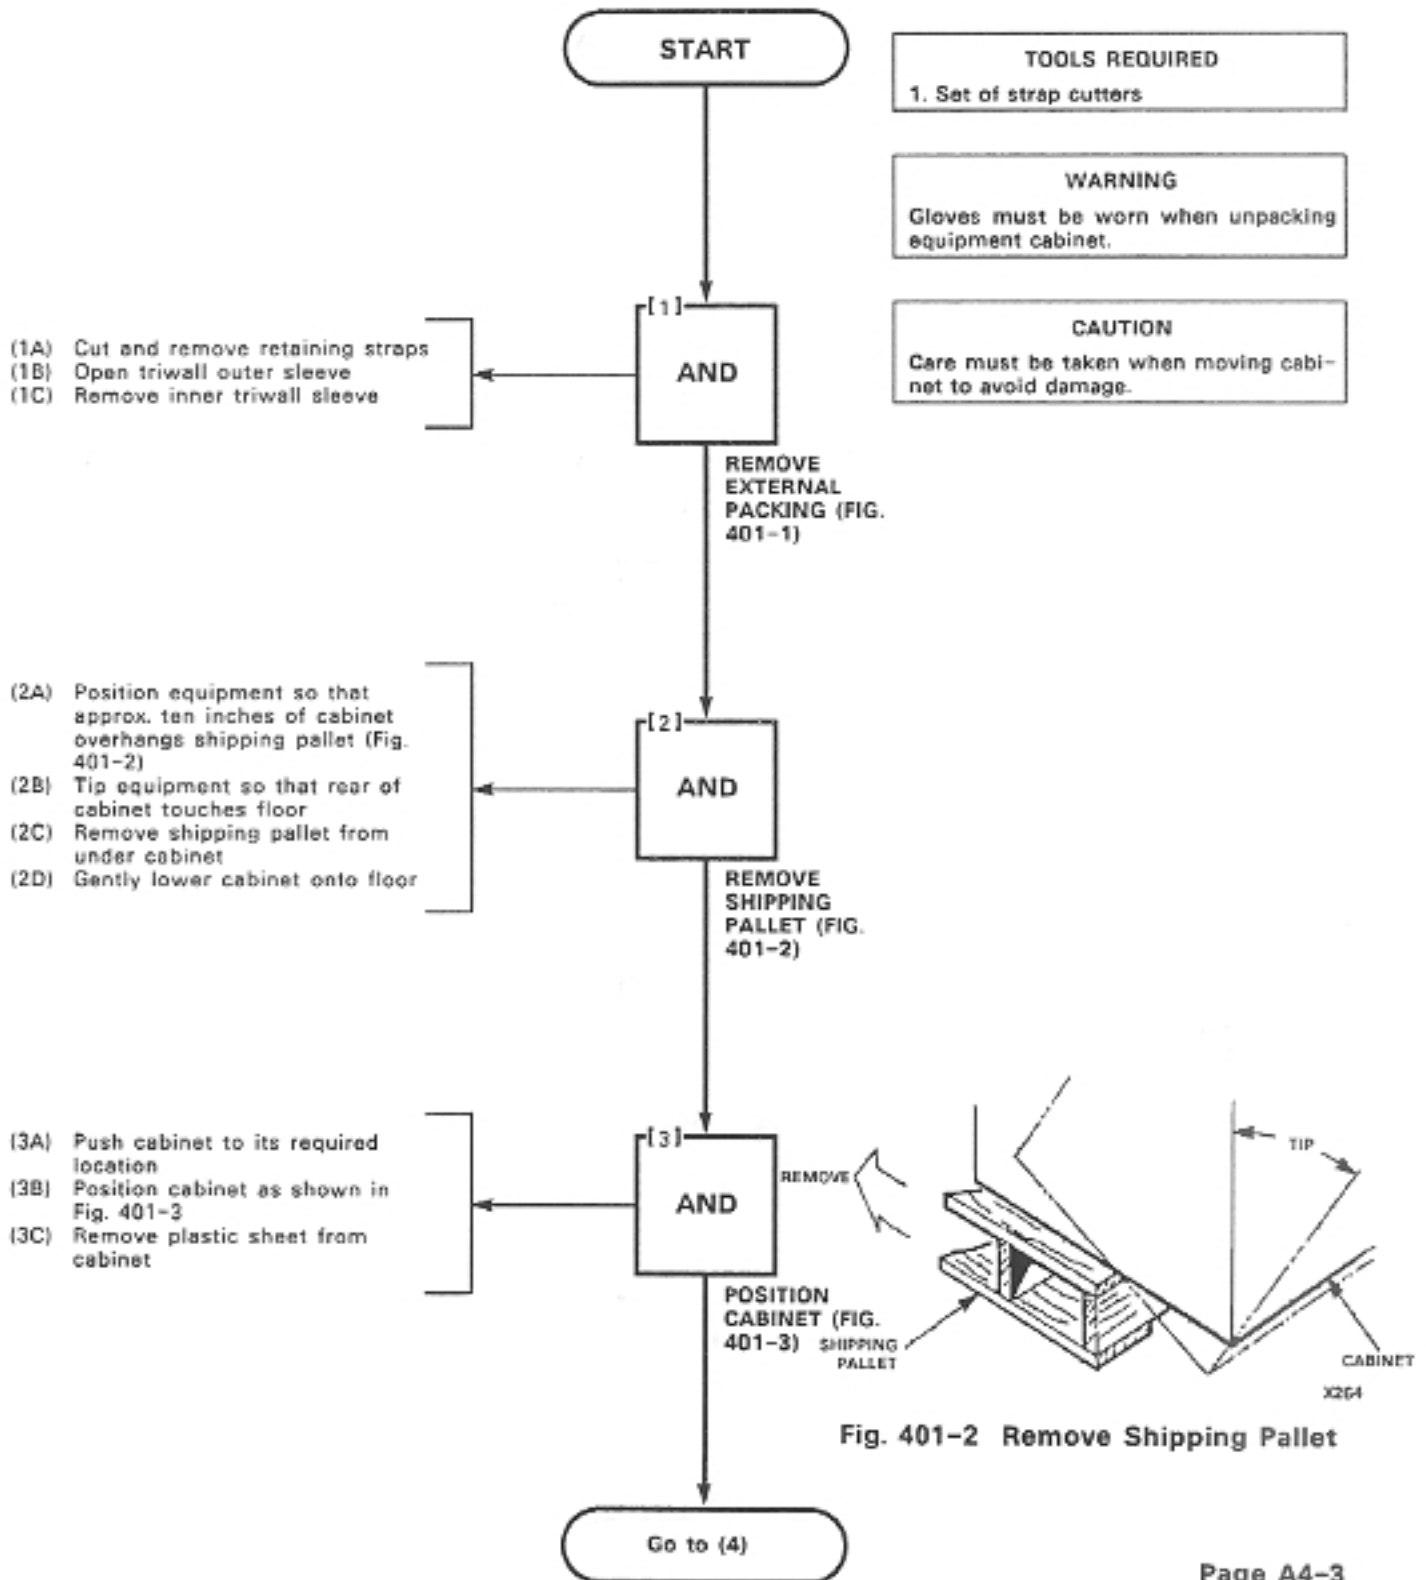 START
TOOLS REQUIRED
1. Set of strap cutters
WARNING
Gloves must be worn when unpacking
equipment cabinet.
CAUTION
Care must be taken when moving cabi-
net to avoid damage.
[1]
AND
(1A) Cut and remove retaining straps
(1B) Open triwall outer sleeve
(1C) Remove inner triwall sleeve
REMOVE
EXTERNAL
PACKING (FIG.
401-1)
[2]
AND
(2A) Position equipment so that
approx. ten inches of cabinet
overhangs shipping pallet (Fig.
401-2)
(2B) Tip equipment so that rear of
cabinet touches floor
(2C) Remove shipping pallet from
under cabinet
(2D) Gently lower cabinet onto floor
REMOVE
SHIPPING
PALLET (FIG.
401-2)
[3]
AND
(3A) Push cabinet to its required
location
(3B) Position cabinet as shown in
Fig. 401-3
(3C) Remove plastic sheet from
cabinet
POSITION
CABINET (FIG.
401-3)
REMOVE
TIP
SHIPPING
PALLET
CABINET
X264
Fig. 401-2 Remove Shipping Pallet
Go to (4)
Page A4-3